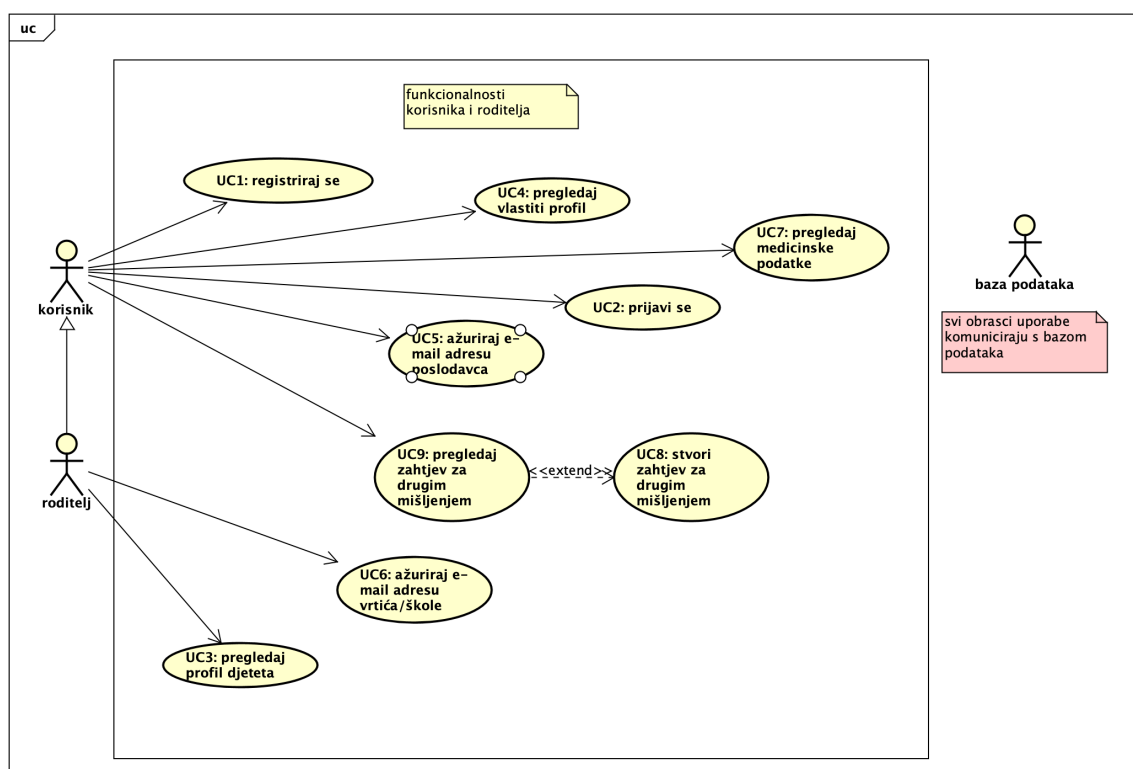 uc
funkcionalnosti
korisnika i roditelja
UC1: registriraj se
UC4: pregledaj
vlastiti profil
UC7: pregledaj
medicinske
podatke
korisnik
UC2: prijavi se
baza podataka
svi obrasci uporabe
komuniciraju s bazom
podataka
UC5: ažuriraj e-
mail adresu
poslodavca
roditelj
UC9: pregledaj
zahtjev za
drugim
mišljenjem
<<extend>>
UC8: stvori
zahtjev za
drugim
mišljenjem
UC6: ažuriraj e-
mail adresu
vrtića/škole
UC3: pregledaj
profil djeteta